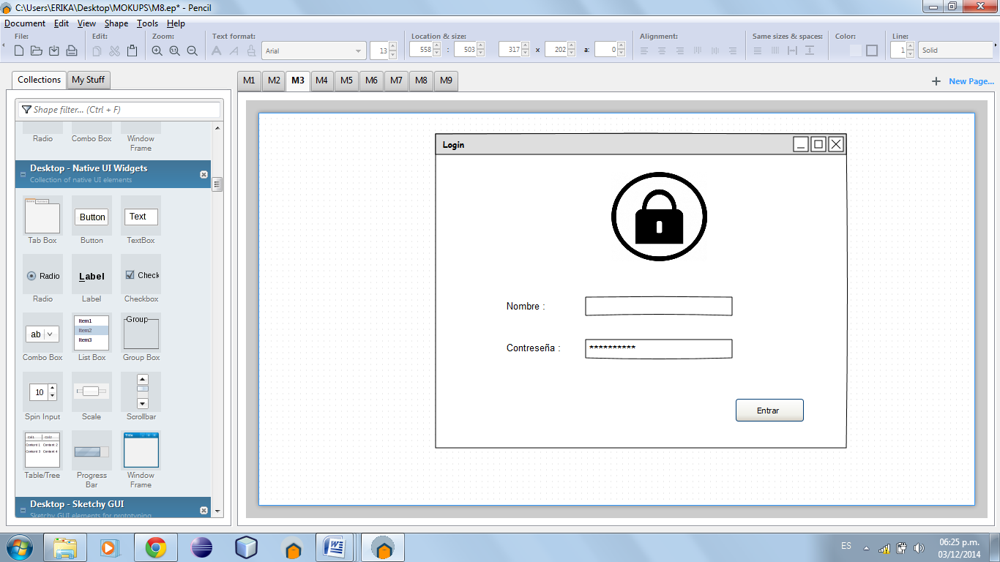 C:\Users\ERIKA\Desktop\MOKUPS\M8.ep* - Pencil
Document Edit View Shape Tools Help
File: Edit: Zoom: Text format: Location & size: Alignment: Same sizes & spaces: Color: Line:
Arial 13 558 : 503 317 x 202 a: 0 1 Solid
Collections My Stuff
M1 M2 M3 M4 M5 M6 M7 M8 M9
New Page...
Shape filter... (Ctrl + F)
Radio Combo Box Window Frame
Desktop - Native UI Widgets
Collection of native UI elements
Button Text
Tab Box Button TextBox
Radio Label Check
Radio Label Checkbox
ab Item1 Item2 Item3 Group
Combo Box List Box Group Box
10
Spin Input Scale Scrollbar
Col1 Col2 Title
Content 1 Content 2
Content 3 Content 4
Table/Tree Progress Bar Window Frame
Desktop - Sketchy GUI
Sketchy GUI elements for prototyping
Login
Nombre :
Contreseña :
**********
Entrar
ES
06:25 p.m.
03/12/2014